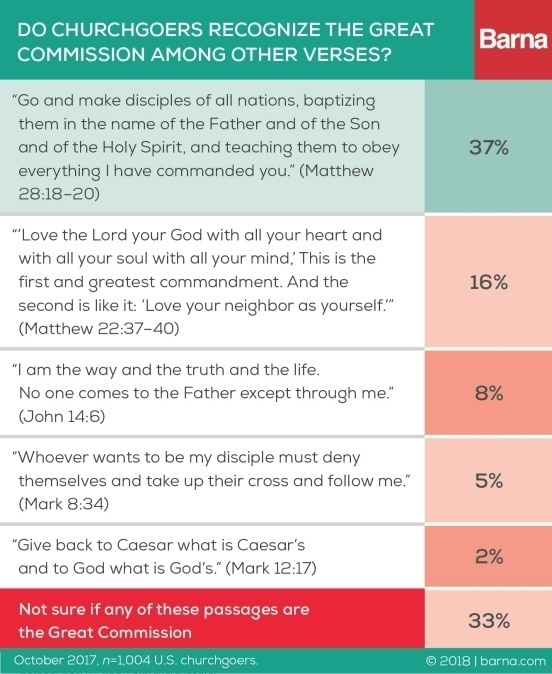 DO CHURCHGOERS RECOGNIZE THE GREAT
COMMISSION AMONG OTHER VERSES?
Barna
“Go and make disciples of all nations, baptizing
them in the name of the Father and of the Son
and of the Holy Spirit, and teaching them to obey
everything I have commanded you.” (Matthew
28:18–20)
37%
“‘Love the Lord your God with all your heart and
with all your soul with all your mind,’ This is the
first and greatest commandment. And the
second is like it: ‘Love your neighbor as yourself.’”
(Matthew 22:37–40)
16%
“I am the way and the truth and the life.
No one comes to the Father except through me.”
(John 14:6)
8%
“Whoever wants to be my disciple must deny
themselves and take up their cross and follow me.”
(Mark 8:34)
5%
“Give back to Caesar what is Caesar’s
and to God what is God’s.” (Mark 12:17)
2%
Not sure if any of these passages are
the Great Commission
33%
October 2017, n=1,004 U.S. churchgoers.
© 2018 | barna.com